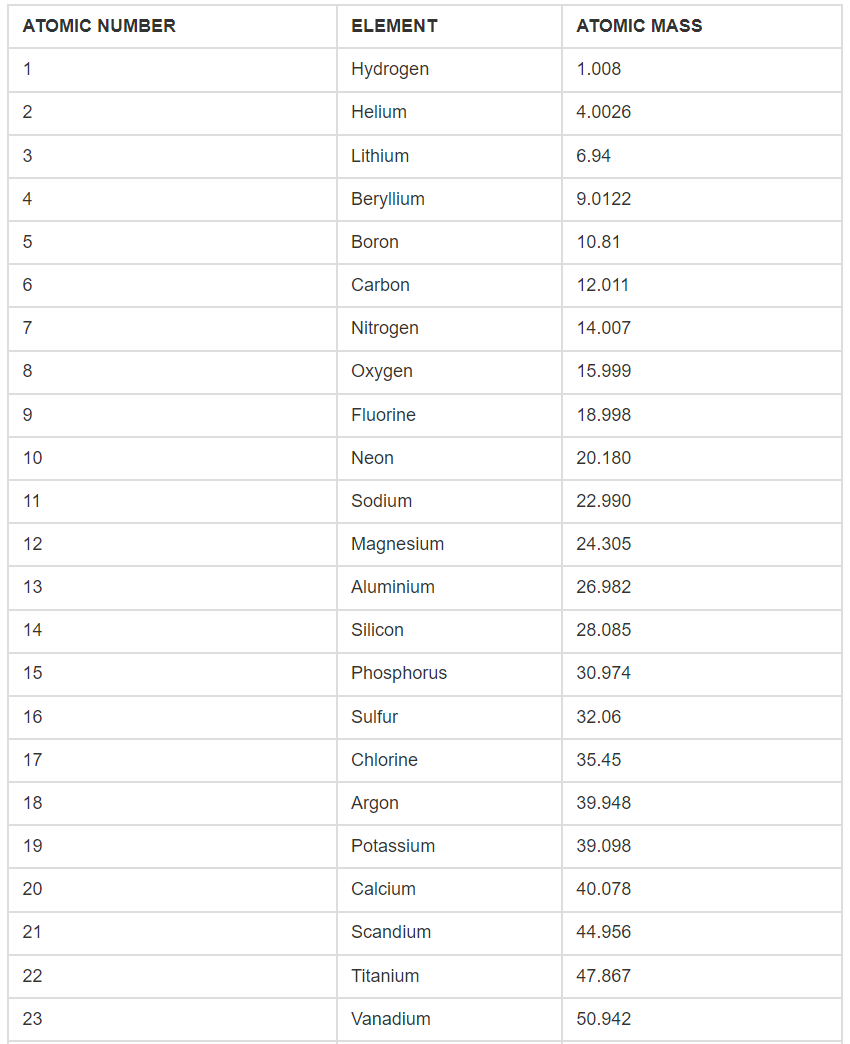 ATOMIC NUMBER ELEMENT ATOMIC MASS
1 Hydrogen 1.008
2 Helium 4.0026
3 Lithium 6.94
4 Beryllium 9.0122
5 Boron 10.81
6 Carbon 12.011
7 Nitrogen 14.007
8 Oxygen 15.999
9 Fluorine 18.998
10 Neon 20.180
11 Sodium 22.990
12 Magnesium 24.305
13 Aluminium 26.982
14 Silicon 28.085
15 Phosphorus 30.974
16 Sulfur 32.06
17 Chlorine 35.45
18 Argon 39.948
19 Potassium 39.098
20 Calcium 40.078
21 Scandium 44.956
22 Titanium 47.867
23 Vanadium 50.942